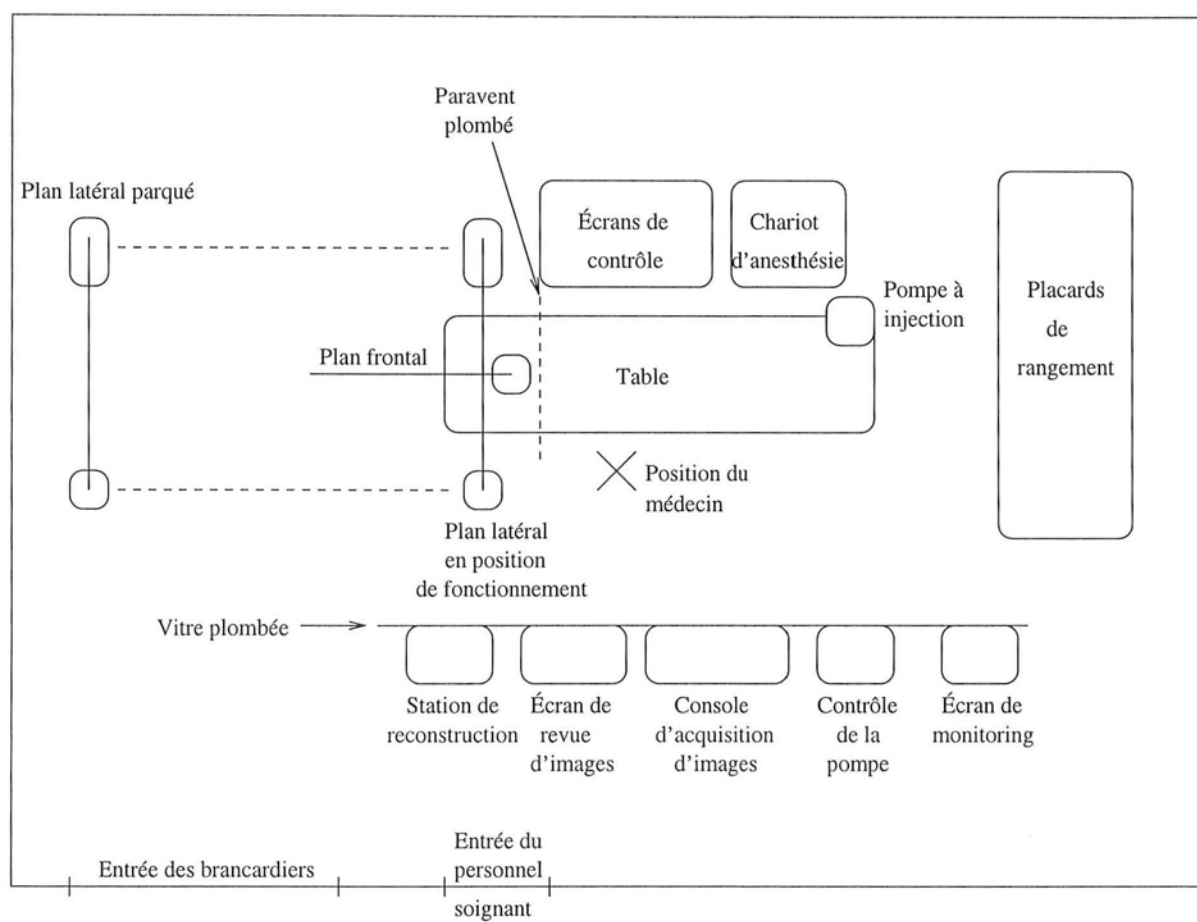 Paravent
plombé
Plan latéral parqué
Écrans de
contrôle
Chariot
d'anesthésie
Pompe à
injection
Placards
de
rangement
Plan frontal
Table
Position du
médecin
Plan latéral
en position
de fonctionnement
Vitre plombée
Station de
reconstruction
Écran de
revue
d'images
Console
d'acquisition
d'images
Contrôle
de la
pompe
Écran de
monitoring
Entrée des brancardiers
Entrée du
personnel
soignant